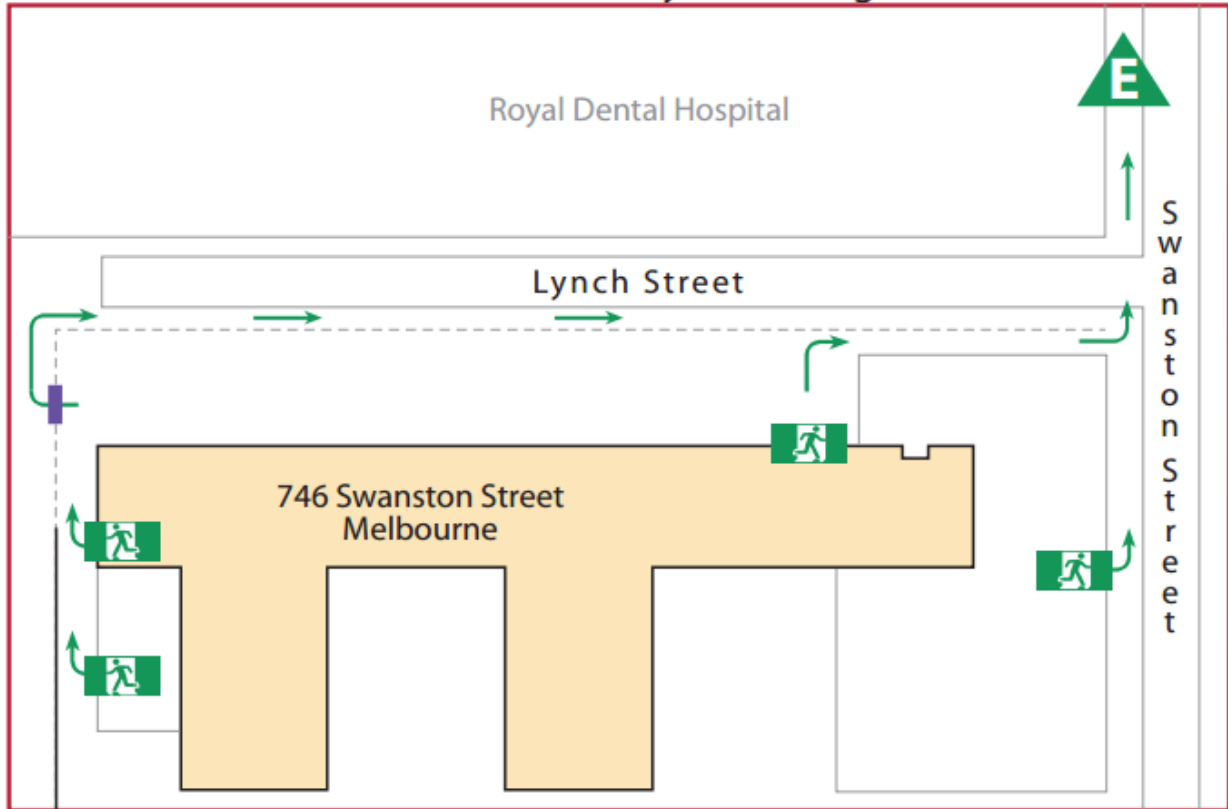 E
Royal Dental Hospital
Lynch Street
Swanston Street
746 Swanston Street
Melbourne